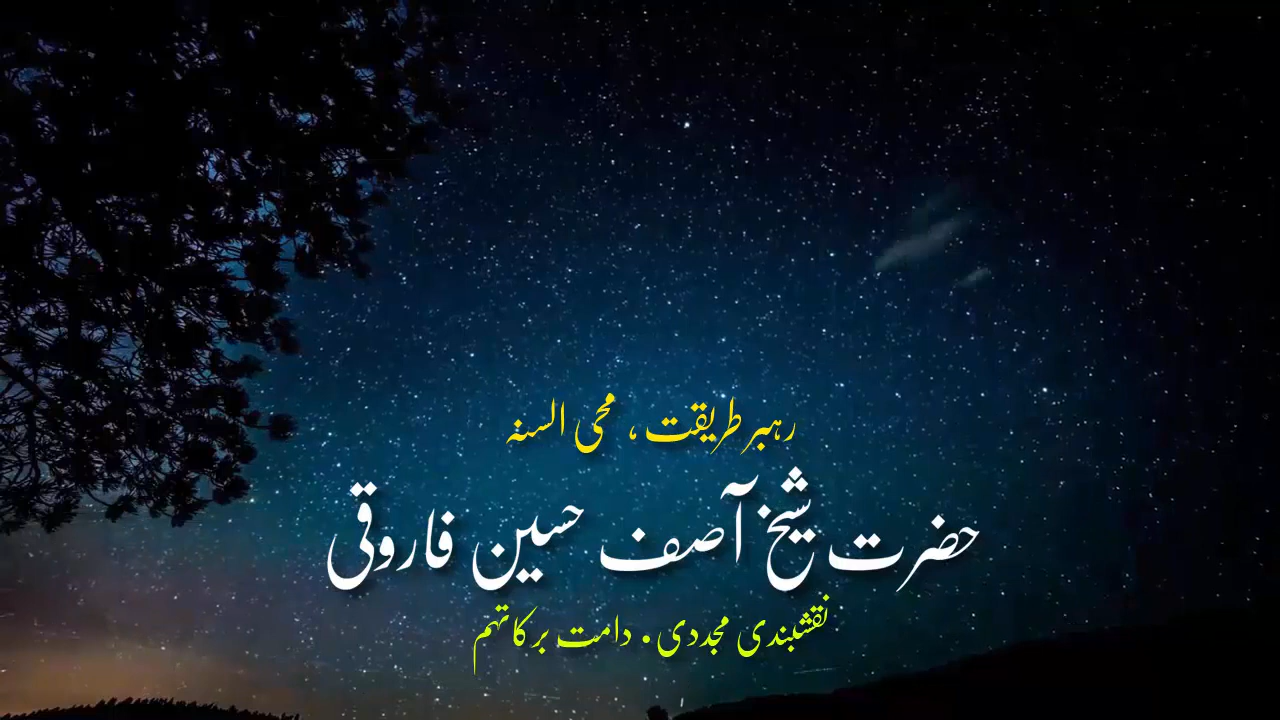 رہبر طریقت، محی السنہ
حضرت شیخ آصف حسین فاروقی
نقشبندی مجددی۔ دامت برکاتہم